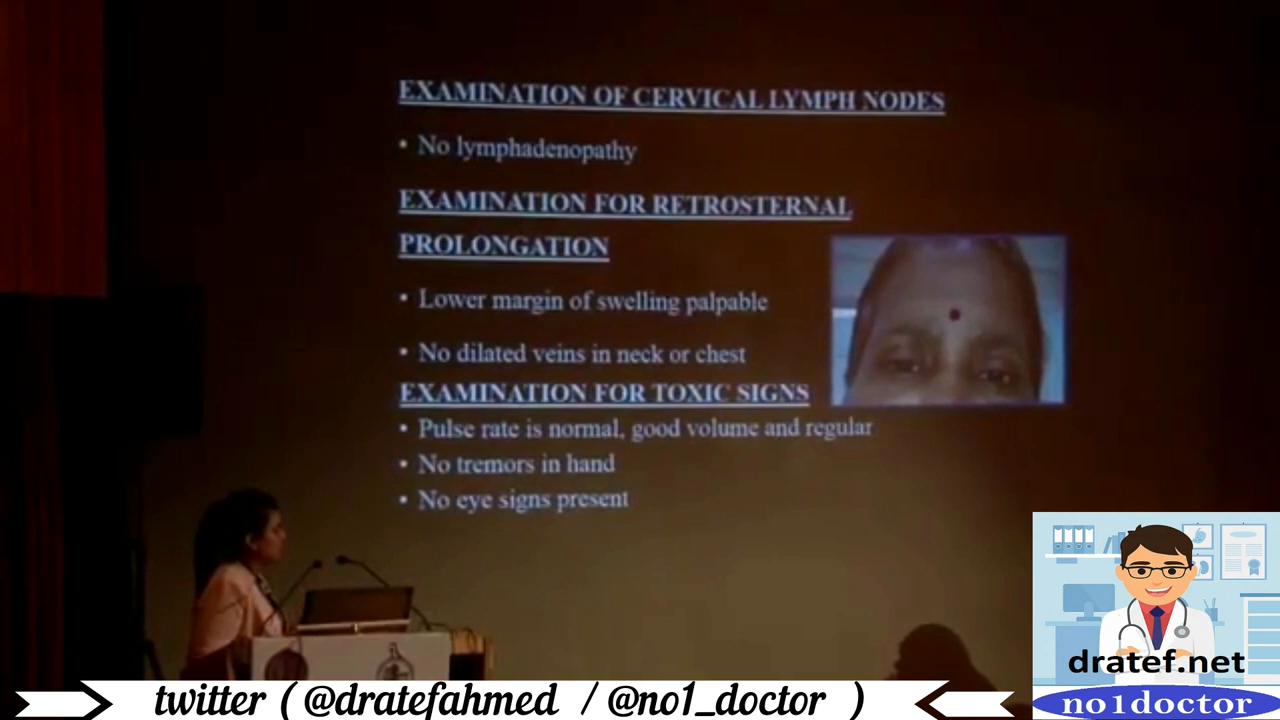 EXAMINATION OF CERVICAL LYMPH NODES
• No lymphadenopathy
EXAMINATION FOR RETROSTERNAL
PROLONGATION
• Lower margin of swelling palpable
• No dilated veins in neck or chest
EXAMINATION FOR TOXIC SIGNS
• Pulse rate is normal, good volume and regular
• No tremors in hand
• No eye signs present
dratef.net
no1doctor
twitter ( @dratefahmed / @no1_doctor )